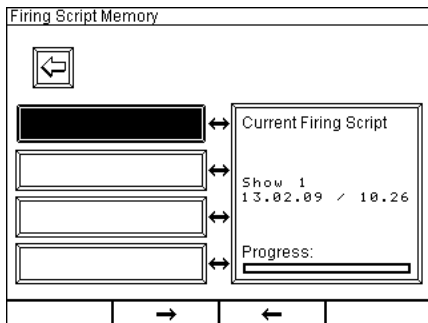 Firing Script Memory
Current Firing Script
Show 1
13.02.09 / 10.26
Progress: